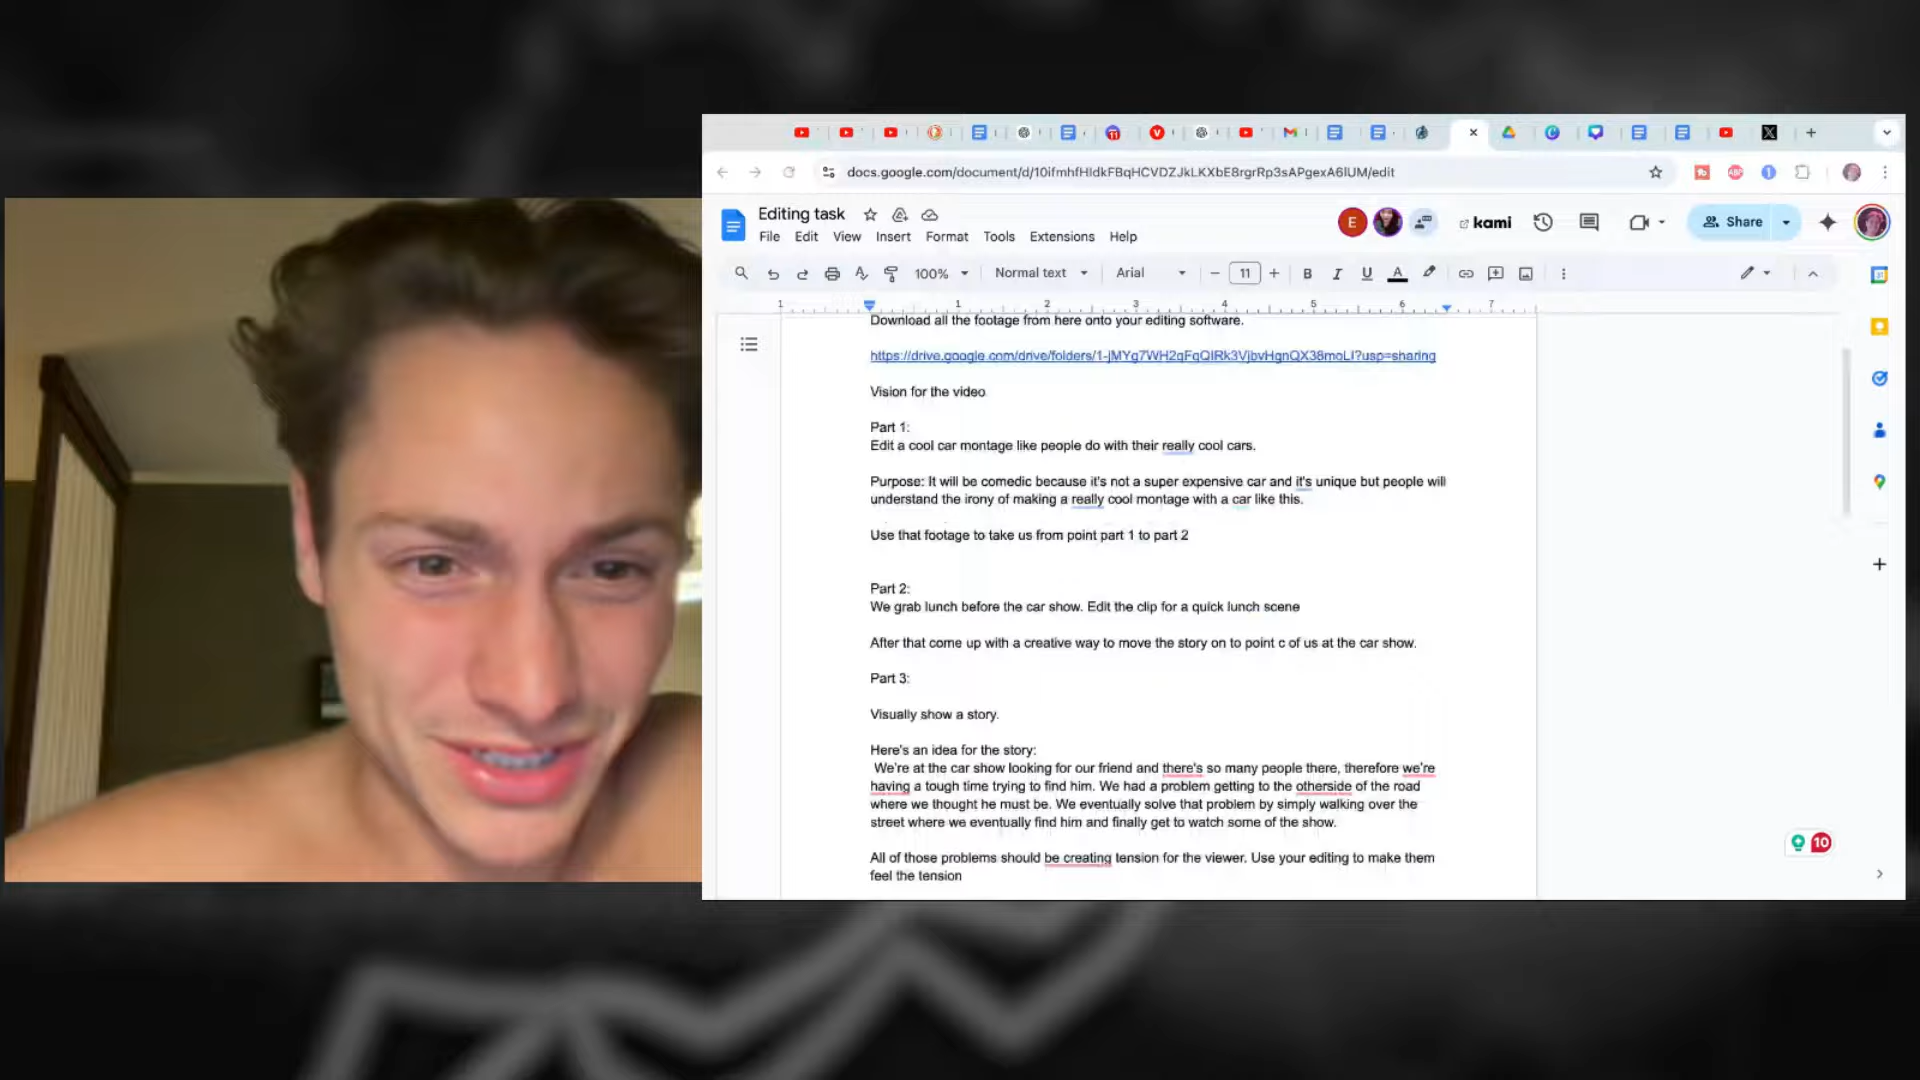 docs.google.com/document/d/10ifmhfHldkFBqHCVDZJkLKXbE8rgrRp3sAPgexA6lUM/edit
Editing task
E
kami
Share
File Edit View Insert Format Tools Extensions Help
100% Normal text Arial 11
1 1 2 3 4 5 6 7
Download all the footage from here onto your editing software.
https://drive.google.com/drive/folders/1-jMYg7WH2qFqQIRk3VjbvHgnQX38moLI?usp=sharing
Vision for the video
Part 1:
Edit a cool car montage like people do with their really cool cars.
Purpose: It will be comedic because it's not a super expensive car and it's unique but people will
understand the irony of making a really cool montage with a car like this.
Use that footage to take us from point part 1 to part 2
Part 2:
We grab lunch before the car show. Edit the clip for a quick lunch scene
After that come up with a creative way to move the story on to point c of us at the car show.
Part 3:
Visually show a story.
Here's an idea for the story:
We're at the car show looking for our friend and there's so many people there, therefore we're
having a tough time trying to find him. We had a problem getting to the otherside of the road
where we thought he must be. We eventually solve that problem by simply walking over the
street where we eventually find him and finally get to watch some of the show.
10
All of those problems should be creating tension for the viewer. Use your editing to make them
feel the tension